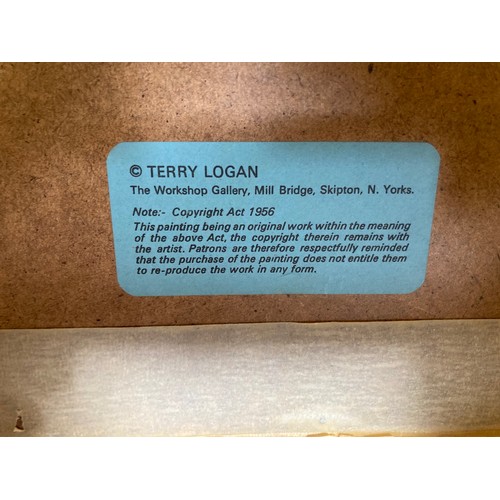 © TERRY LOGAN
The Workshop Gallery, Mill Bridge, Skipton, N. Yorks.
Note:- Copyright Act 1956
This painting being an original work within the meaning
of the above Act, the copyright therein remains with
the artist. Patrons are therefore respectfully reminded
that the purchase of the painting does not entitle them
to re-produce the work in any form.